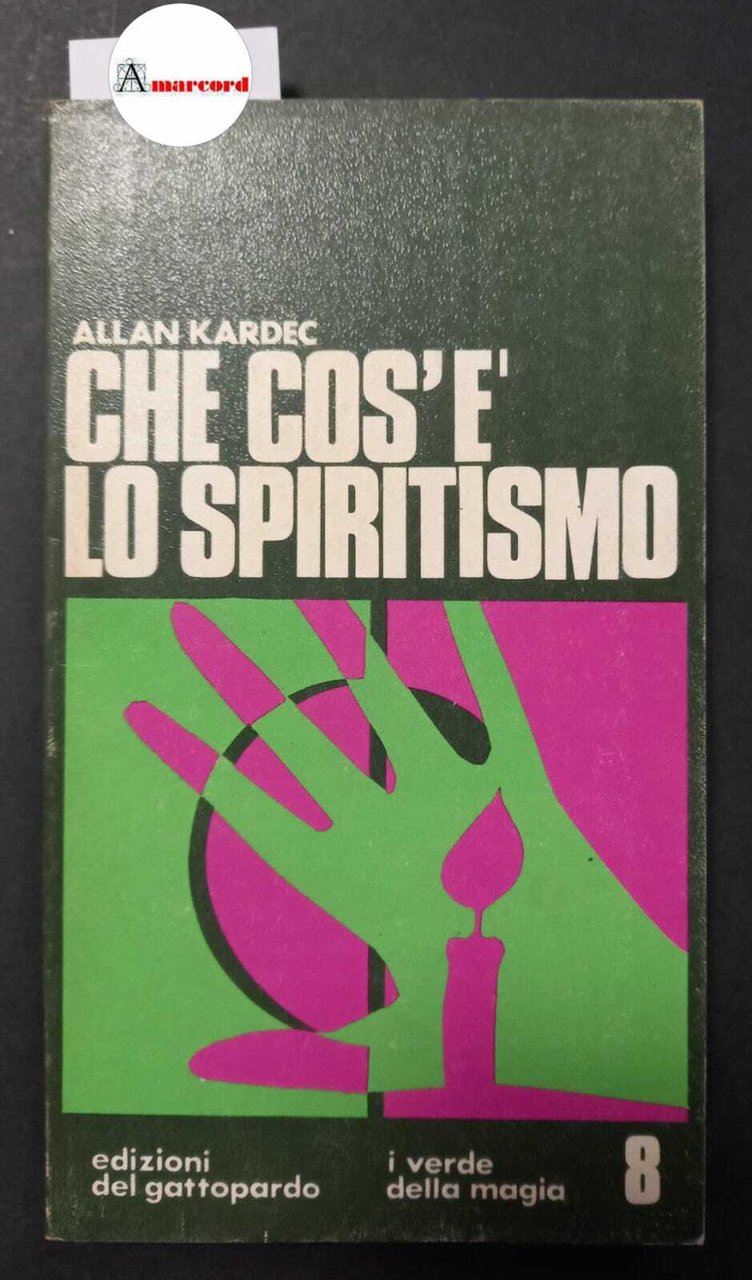 Amarcord
ALLAN KARDEC
CHE COS'E'
LO SPIRITISMO
edizioni
del gattopardo
i verde
della magia
8